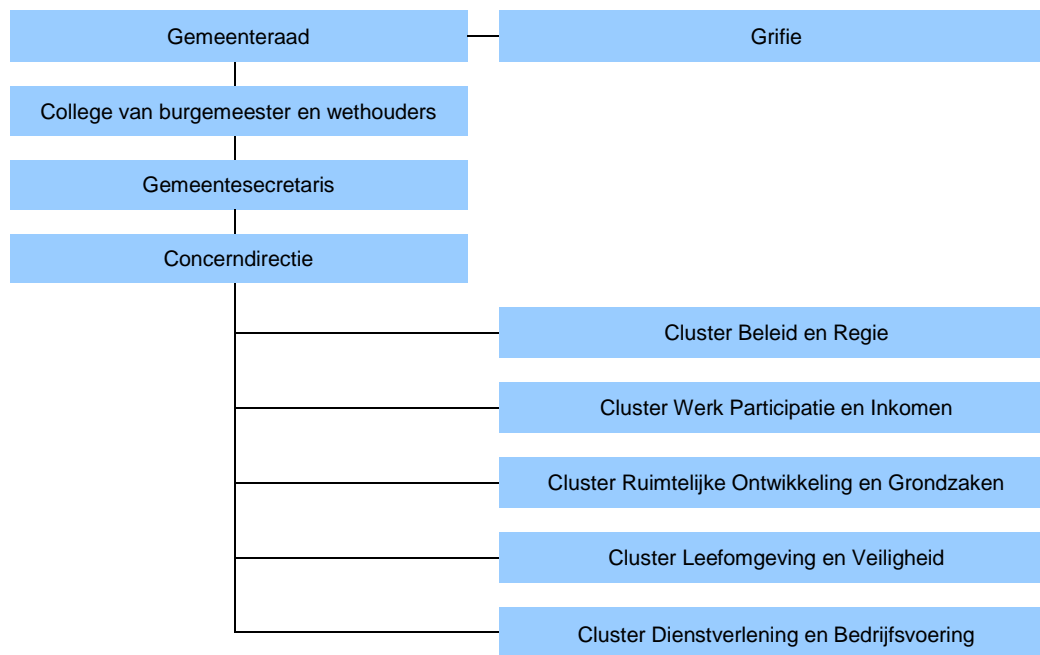 Gemeenteraad
Grifie
College van burgemeester en wethouders
Gemeentesecretaris
Concerndirectie
Cluster Beleid en Regie
Cluster Werk Participatie en Inkomen
Cluster Ruimtelijke Ontwikkeling en Grondzaken
Cluster Leefomgeving en Veiligheid
Cluster Dienstverlening en Bedrijfsvoering